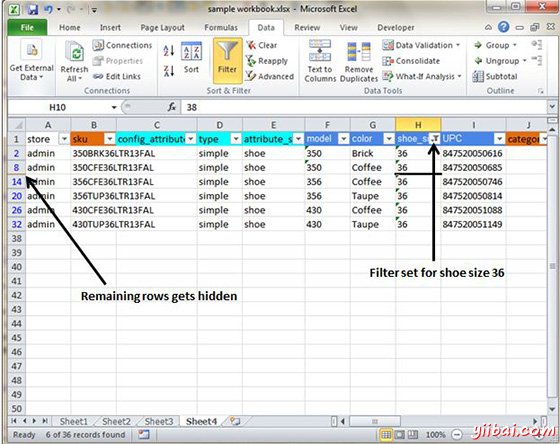 sample workbook.xlsx - Microsoft Excel
File Home Insert Page Layout Formulas Data Review View
Get External Data
Refresh All
Connections
Properties
Edit Links
Connections
Sort
Filter
Clear
Reapply
Advanced
Sort & Filter
Text to Columns
Remove Duplicates
Data Validation
Consolidate
What-If Analysis
Data Tools
Group
Ungroup
Subtotal
Outline
H10 fx 38
A B C D E F G H I J
1 store sku config_attribute type attribute_s model color shoe_s UPC categor
2 admin 350BRK36LTR13FAL simple shoe 350 Brick 36 847520050616
8 admin 350CFE36LTR13FAL simple shoe 350 Coffee 36 847520050685
14 admin 356CFE36LTR13FAL simple shoe 356 Coffee 36 847520050746
20 admin 356TUP36LTR13FAL simple shoe 356 Taupe 36 847520050814
26 admin 430CFE36LTR13FAL simple shoe 430 Coffee 36 847520051088
32 admin 430TUP36LTR13FAL simple shoe 430 Taupe 36 847520051149
38
39
40
41
42
43
44
45
46
47
48
49
50
Filter set for shoe size 36
Remaining rows gets hidden
Sheet1 Sheet2 Sheet3 Sheet4
Ready 6 of 36 records found 100%
yiibai.com